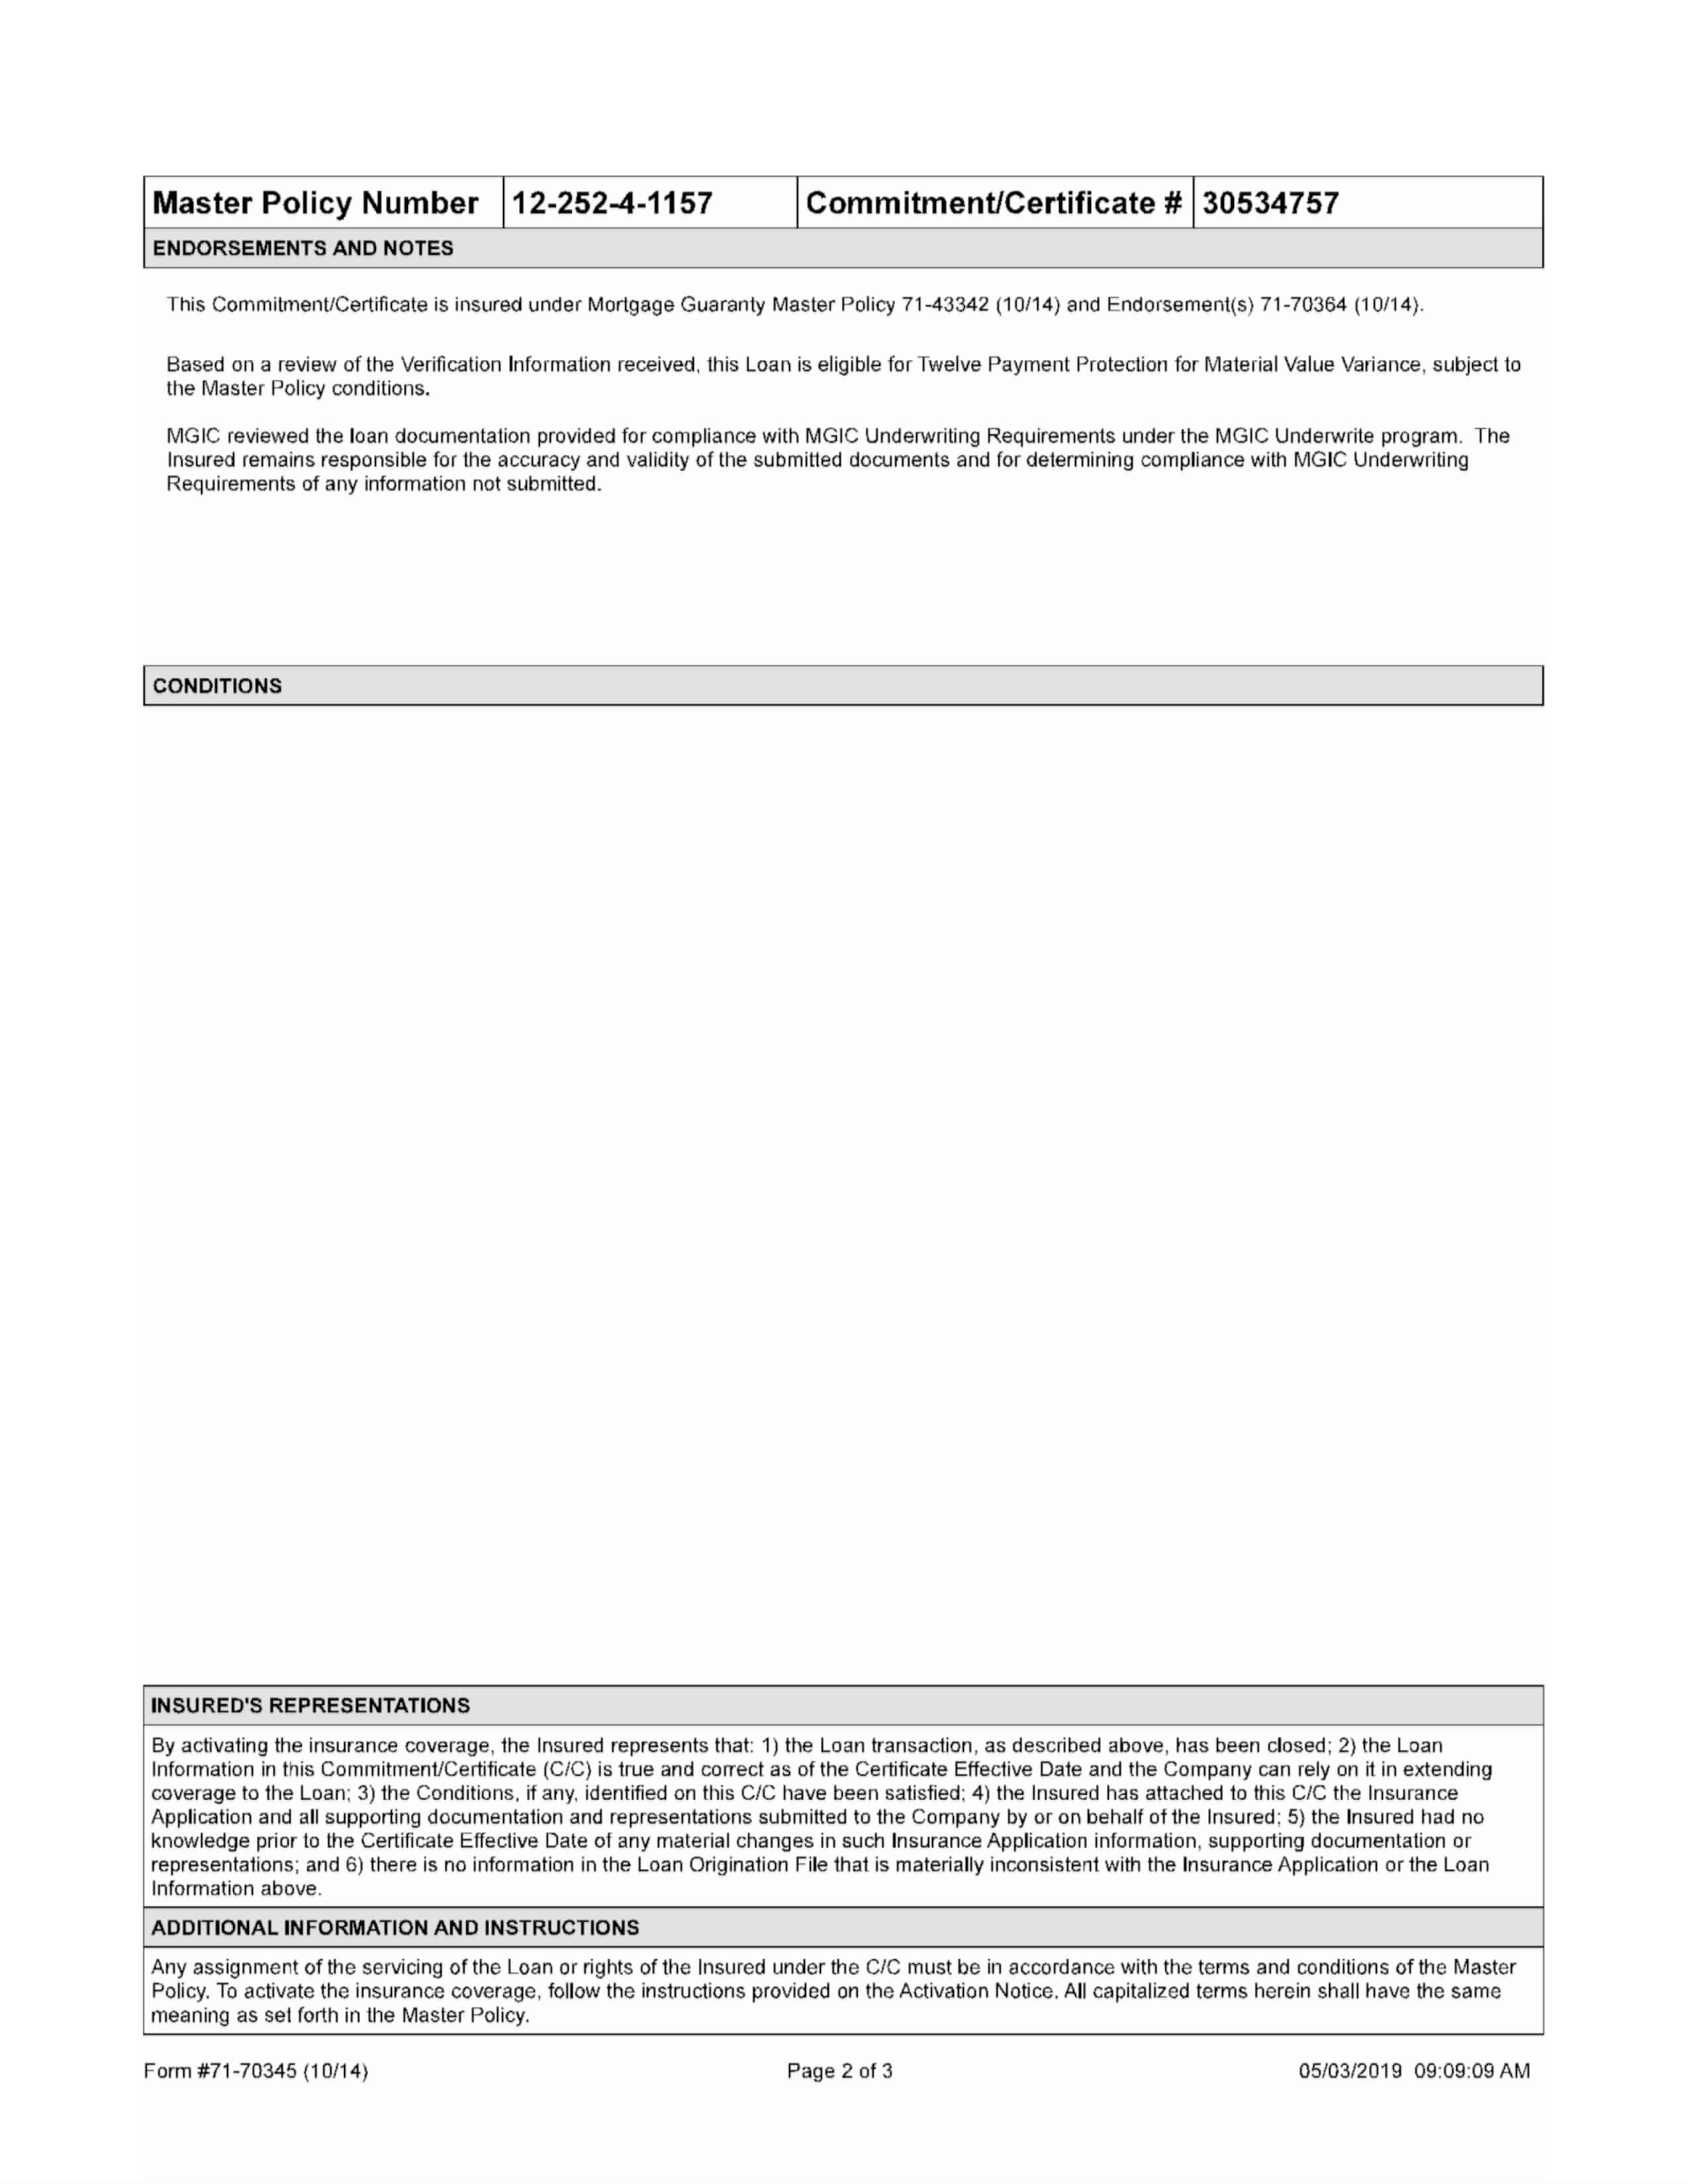 Master Policy Number 12-252-4-1157 Commitment/Certificate # 30534757
ENDORSEMENTS AND NOTES
This Commitment/Certificate is insured under Mortgage Guaranty Master Policy 71-43342 (10/14) and Endorsement(s) 71-70364 (10/14).
Based on a review of the Verification Information received, this Loan is eligible for Twelve Payment Protection for Material Value Variance, subject to
the Master Policy conditions.
MGIC reviewed the loan documentation provided for compliance with MGIC Underwriting Requirements under the MGIC Underwrite program. The
Insured remains responsible for the accuracy and validity of the submitted documents and for determining compliance with MGIC Underwriting
Requirements of any information not submitted.
CONDITIONS
INSURED'S REPRESENTATIONS
By activating the insurance coverage, the Insured represents that: 1) the Loan transaction, as described above, has been closed; 2) the Loan
Information in this Commitment/Certificate (C/C) is true and correct as of the Certificate Effective Date and the Company can rely on it in extending
coverage to the Loan; 3) the Conditions, if any, identified on this C/C have been satisfied; 4) the Insured has attached to this C/C the Insurance
Application and all supporting documentation and representations submitted to the Company by or on behalf of the Insured; 5) the Insured had no
knowledge prior to the Certificate Effective Date of any material changes in such Insurance Application information, supporting documentation or
representations; and 6) there is no information in the Loan Origination File that is materially inconsistent with the Insurance Application or the Loan
Information above.
ADDITIONAL INFORMATION AND INSTRUCTIONS
Any assignment of the servicing of the Loan or rights of the Insured under the C/C must be in accordance with the terms and conditions of the Master
Policy. To activate the insurance coverage, follow the instructions provided on the Activation Notice. All capitalized terms herein shall have the same
meaning as set forth in the Master Policy.
Form #71-70345 (10/14) Page 2 of 3 05/03/2019 09:09:09 AM